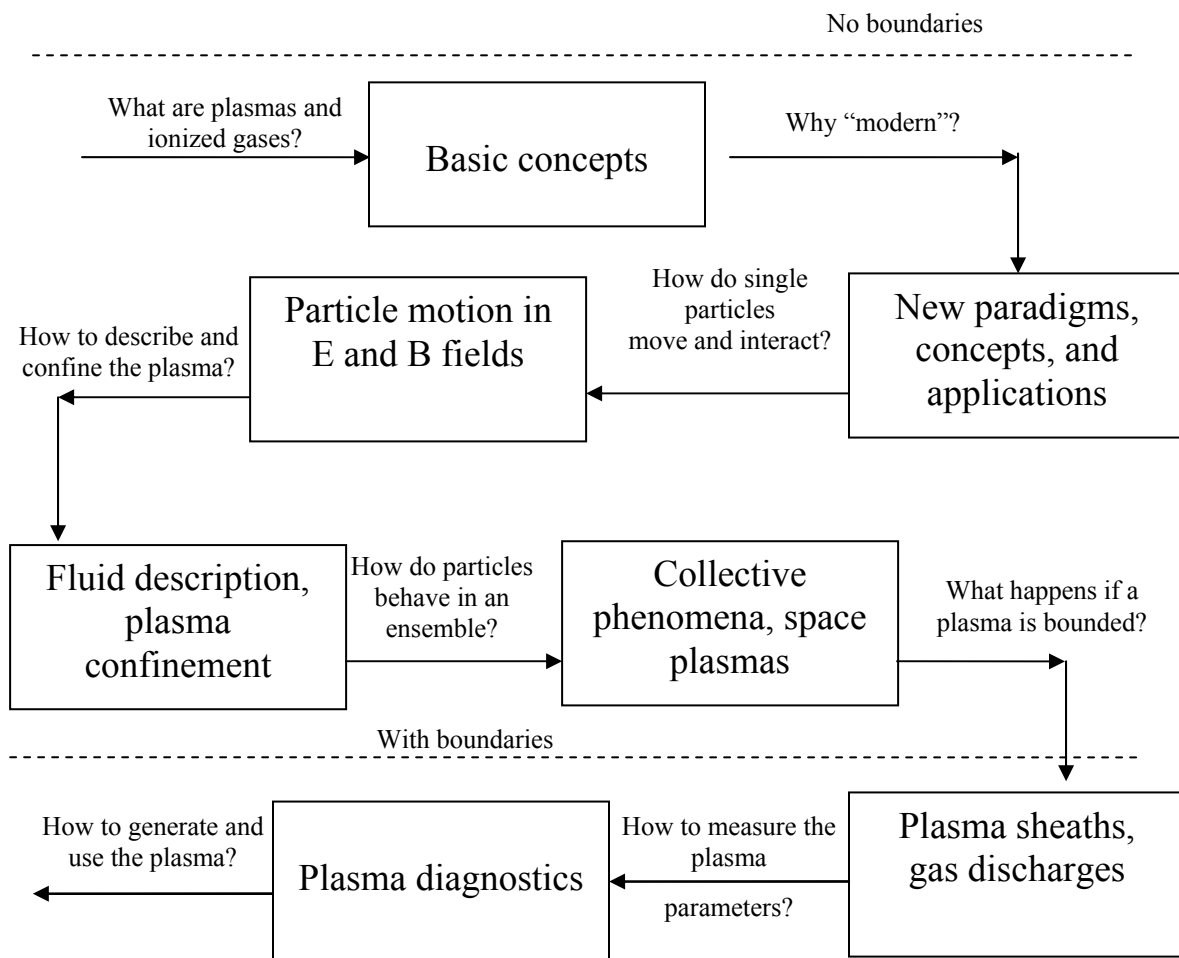 No boundaries
What are plasmas and
ionized gases?
Basic concepts
Why “modern”?
New paradigms,
concepts, and
applications
How do single
particles
move and interact?
Particle motion in
E and B fields
How to describe and
confine the plasma?
Fluid description,
plasma
confinement
How do particles
behave in an
ensemble?
Collective
phenomena, space
plasmas
What happens if a
plasma is bounded?
With boundaries
Plasma sheaths,
gas discharges
How to measure the
plasma
parameters?
Plasma diagnostics
How to generate and
use the plasma?